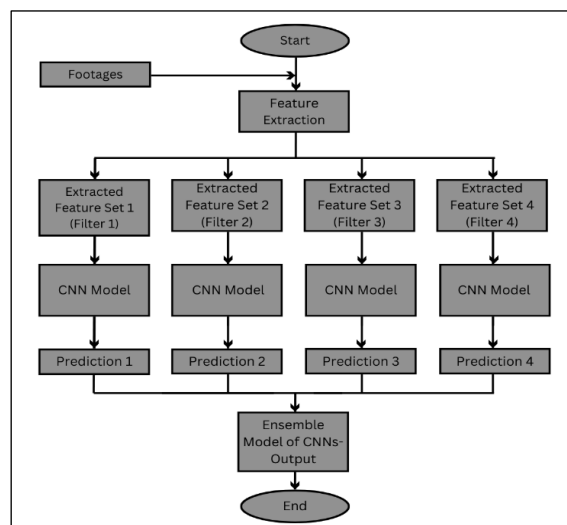 Start
Footages
Feature
Extraction
Extracted
Feature Set 1
(Filter 1)
Extracted
Feature Set 2
(Filter 2)
Extracted
Feature Set 3
(Filter 3)
Extracted
Feature Set 4
(Filter 4)
CNN Model
CNN Model
CNN Model
CNN Model
Prediction 1
Prediction 2
Prediction 3
Prediction 4
Ensemble
Model of CNNs-
Output
End